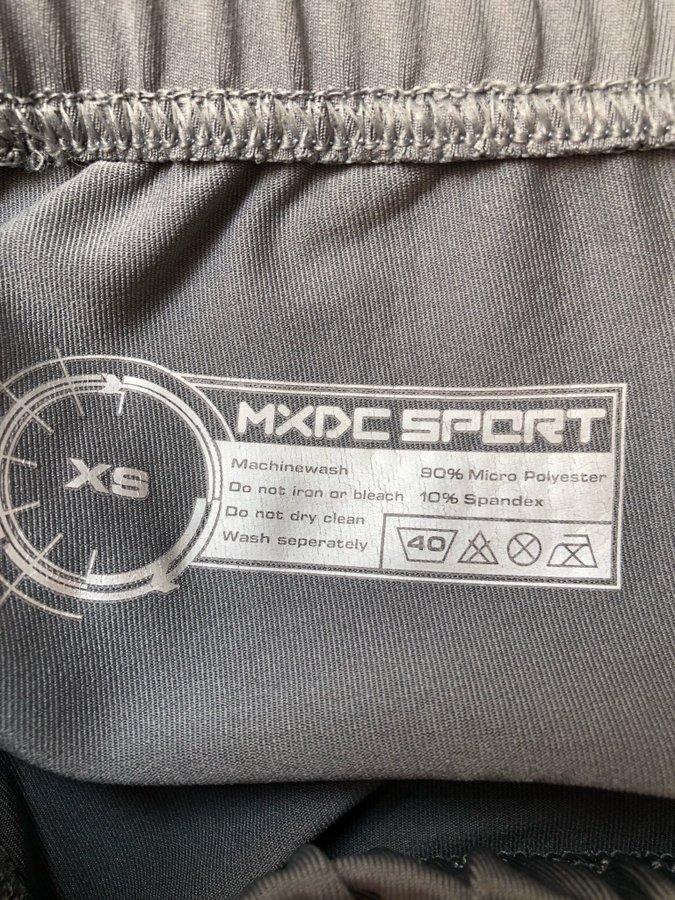 XS
MXDC SPORT
Machinewash
Do not iron or bleach
Do not dry clean
Wash seperately
90% Micro Polyester
10% Spandex
40